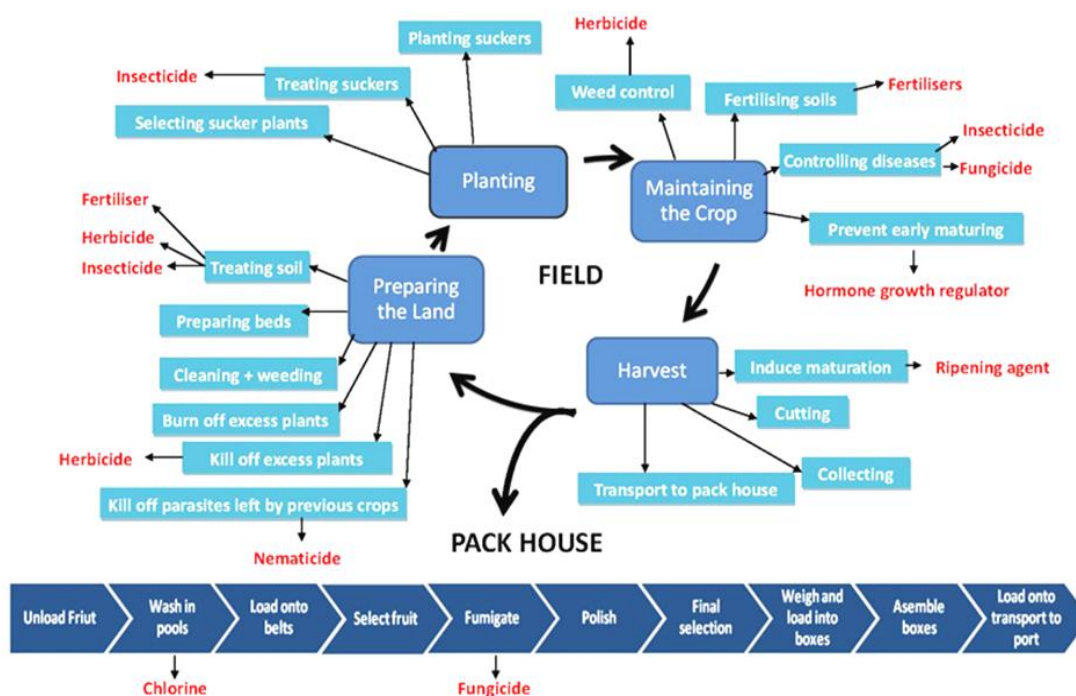 Planting suckers
Herbicide
Insecticide
Treating suckers
Weed control
Fertilising soils
Fertilisers
Selecting sucker plants
Insecticide
Controlling diseases
Fungicide
Planting
Maintaining
the Crop
Prevent early maturing
Hormone growth regulator
Fertiliser
Herbicide
Insecticide
Treating soil
FIELD
Preparing
the Land
Preparing beds
Cleaning + weeding
Burn off excess plants
Herbicide
Kill off excess plants
Kill off parasites left by previous crops
Nematicide
Harvest
Induce maturation
Ripening agent
Cutting
Collecting
Transport to pack house
PACK HOUSE
Unload Friut
Wash in
pools
Load onto
belts
Select fruit
Fumigate
Polish
Final
selection
Weigh and
load into
boxes
Asemble
boxes
Load onto
transport to
port
Chlorine
Fungicide